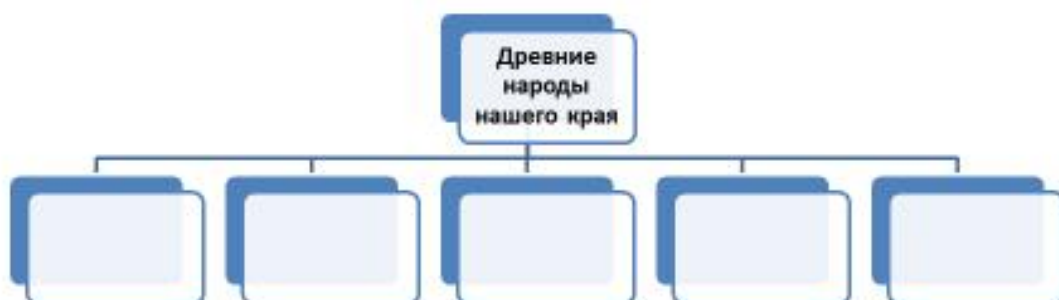 Древние
народы
нашего края